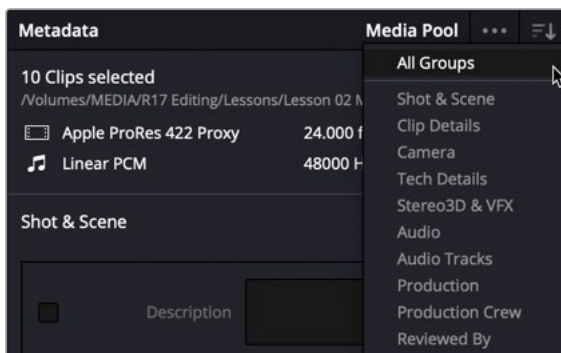 Metadata
Media Pool
10 Clips selected
/Volumes/MEDIA/R17 Editing/Lessons/Lesson 02 M
Apple ProRes 422 Proxy 24.000 f
Linear PCM 48000 H
Shot & Scene
Description
All Groups
Shot & Scene
Clip Details
Camera
Tech Details
Stereo3D & VFX
Audio
Audio Tracks
Production
Production Crew
Reviewed By